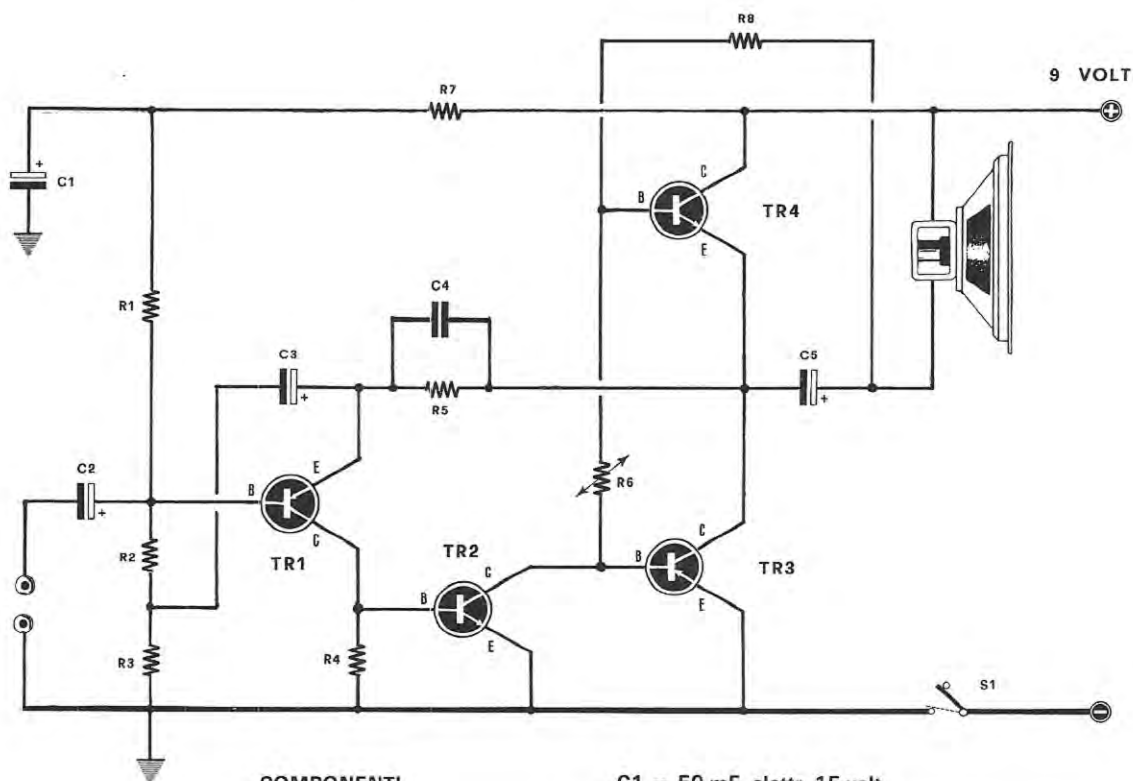 R8
9 VOLT
R7
+
+
C1
C
B
TR4
E
C4
R1
C3
C5
+
R5
+
E
R6
C2
B
+
C
C
R2
TR1
TR2
B
TR3
C
B
E
E
R3
R4
S1
−
COMPONENTI
C1 = 50 mF elettr. 15 volt